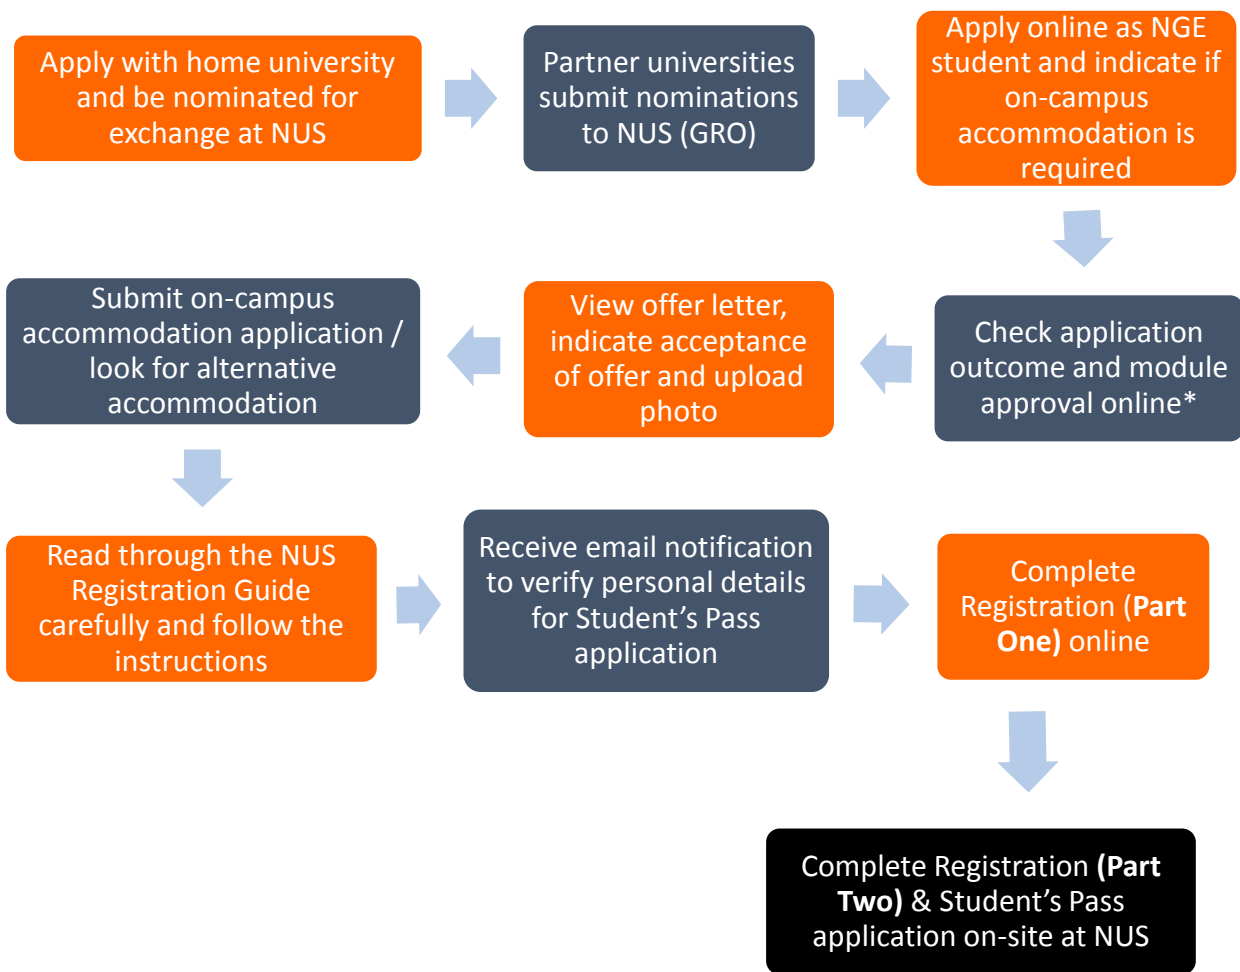 Apply with home university
and be nominated for
exchange at NUS
Partner universities
submit nominations
to NUS (GRO)
Apply online as NGE
student and indicate if
on-campus
accommodation is
required
Check application
outcome and module
approval online*
View offer letter,
indicate acceptance
of offer and upload
photo
Submit on-campus
accommodation application /
look for alternative
accommodation
Read through the NUS
Registration Guide
carefully and follow the
instructions
Receive email notification
to verify personal details
for Student’s Pass
application
Complete
Registration (Part
One) online
Complete Registration (Part
Two) & Student’s Pass
application on-site at NUS